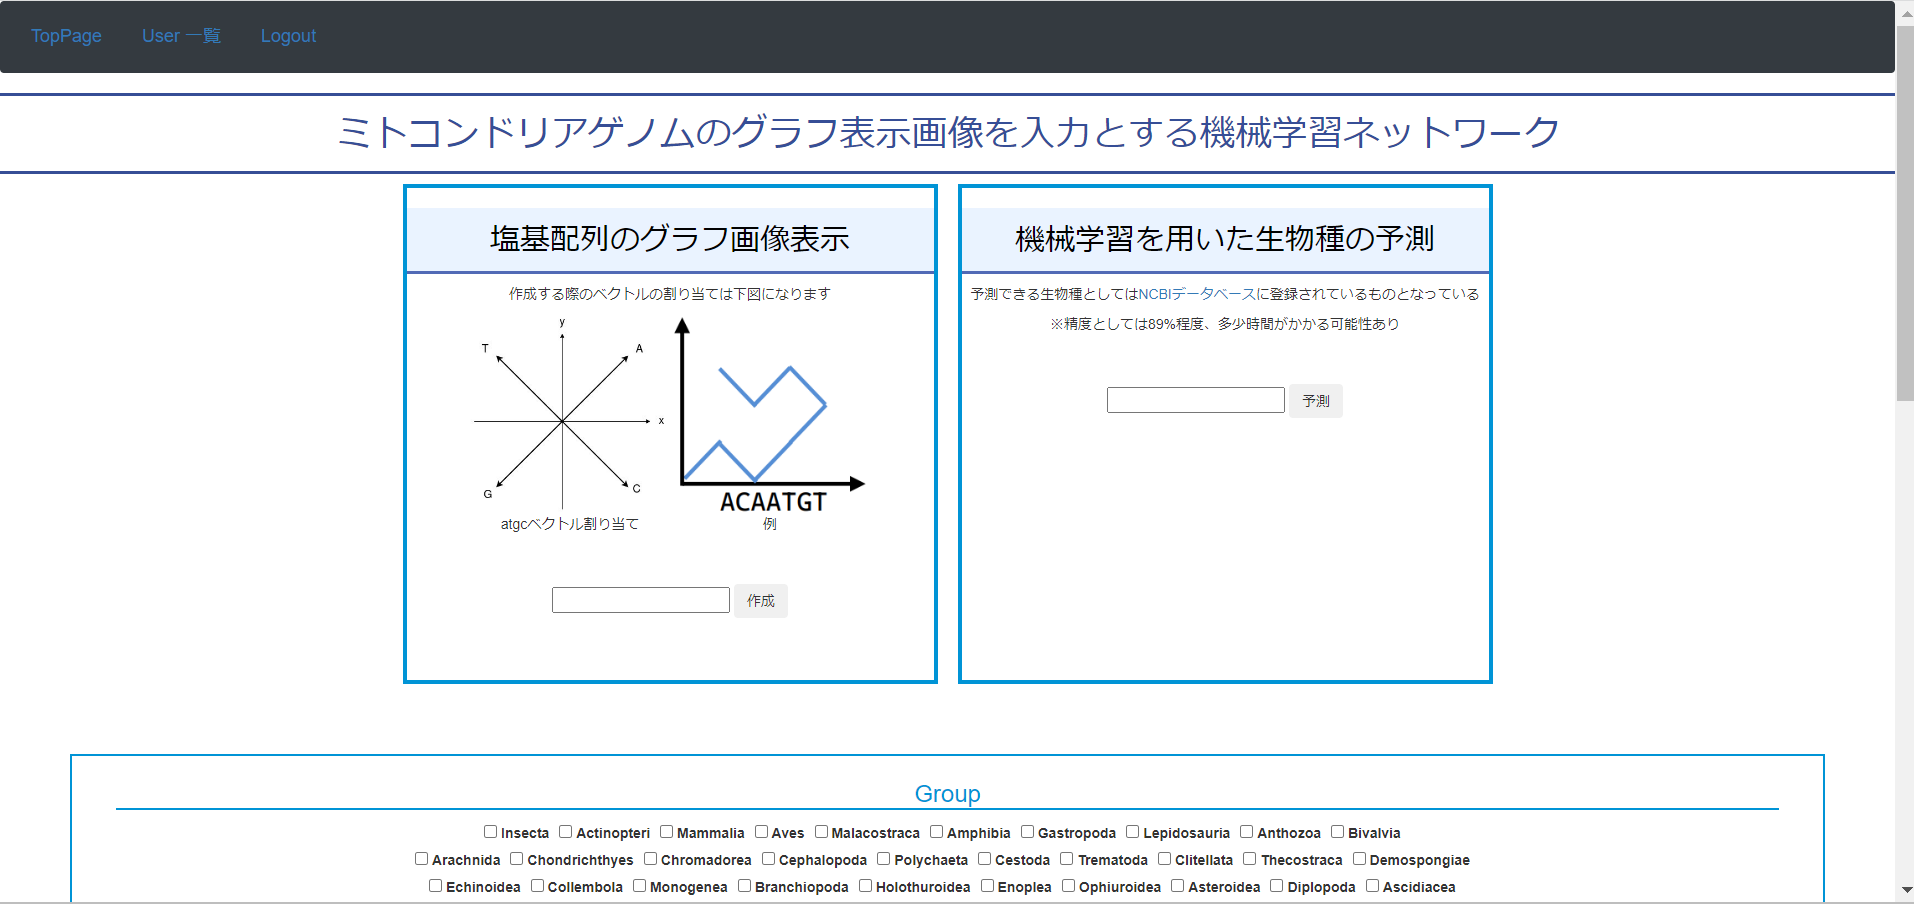 TopPage User 一覧 Logout
ミトコンドリアゲノムのグラフ表示画像を入力とする機械学習ネットワーク
塩基配列のグラフ画像表示
作成する際のベクトルの割り当ては下図になります
y
T
A
x
G
C
atgcベクトル割り当て
ACAATGT
例
作成
機械学習を用いた生物種の予測
予測できる生物種としてはNCBIデータベースに登録されているものとなっている
※精度としては89%程度、多少時間がかかる可能性あり
予測
Group
Insecta Actinopteri Mammalia Aves Malacostraca Amphibia Gastropoda Lepidosauria Anthozoa Bivalvia
Arachnida Chondrichthyes Chromadorea Cephalopoda Polychaeta Cestoda Trematoda Clitellata Thecostraca Demospongiae
Echinoidea Collembola Monogenea Branchiopoda Holothuroidea Enoplea Ophiuroidea Asteroidea Diplopoda Ascidiacea